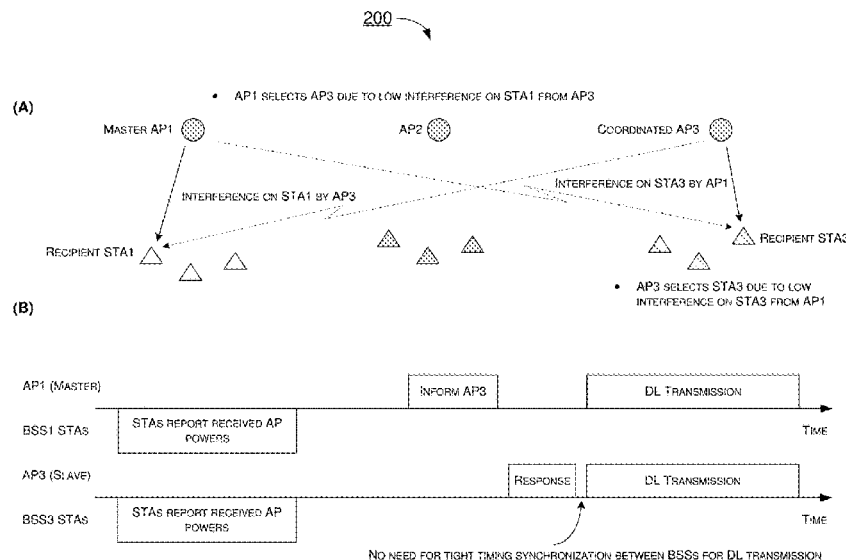 200
(A)
• AP1 SELECTS AP3 DUE TO LOW INTERFERENCE ON STA1 FROM AP3
MASTER AP1
AP2
COORDINATED AP3
INTERFERENCE ON STA1 BY AP3
INTERFERENCE ON STA3 BY AP1
RECIPIENT STA1
RECIPIENT STA3
• AP3 SELECTS STA3 DUE TO LOW
INTERFERENCE ON STA3 FROM AP1
(B)
AP1 (MASTER)
INFORM AP3
DL TRANSMISSION
BSS1 STAS
STAS REPORT RECEIVED AP
POWERS
TIME
AP3 (SLAVE)
RESPONSE
DL TRANSMISSION
BSS3 STAS
STAS REPORT RECEIVED AP
POWERS
TIME
NO NEED FOR TIGHT TIMING SYNCHRONIZATION BETWEEN BSSS FOR DL TRANSMISSION